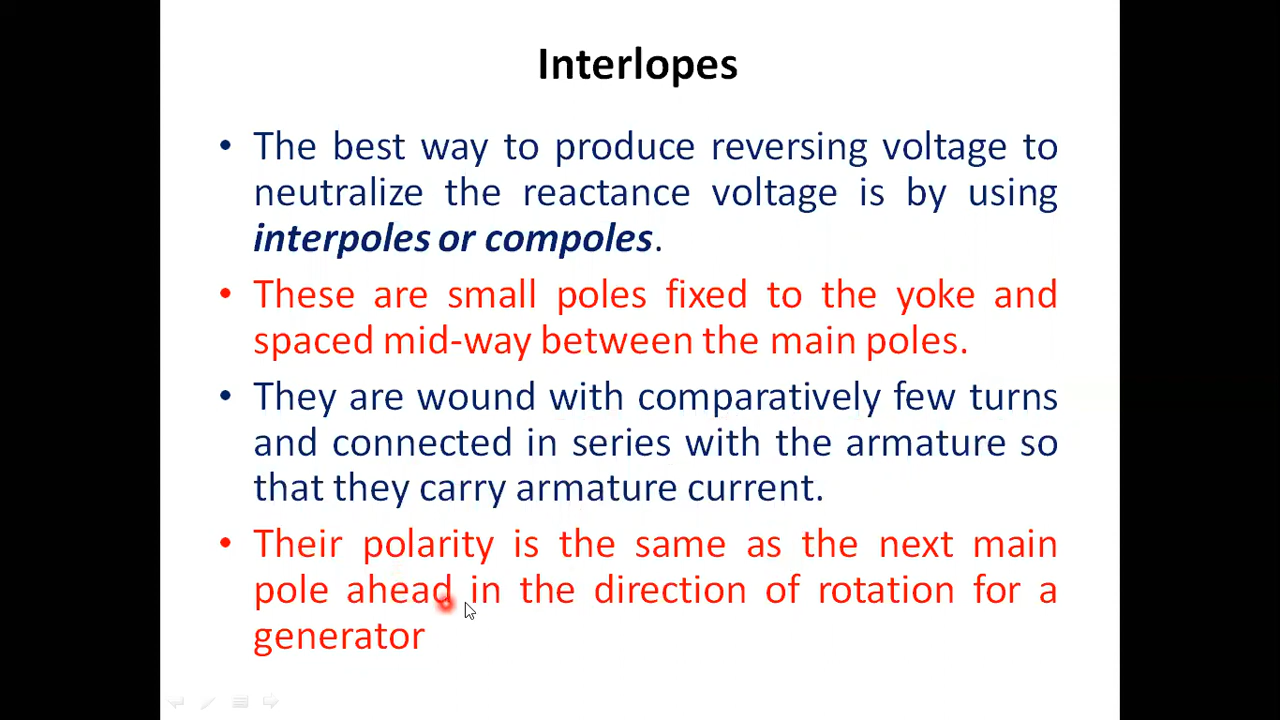 Interlopes
• The best way to produce reversing voltage to
neutralize the reactance voltage is by using
interpoles or compoles.
• These are small poles fixed to the yoke and
spaced mid-way between the main poles.
• They are wound with comparatively few turns
and connected in series with the armature so
that they carry armature current.
• Their polarity is the same as the next main
pole ahead in the direction of rotation for a
generator